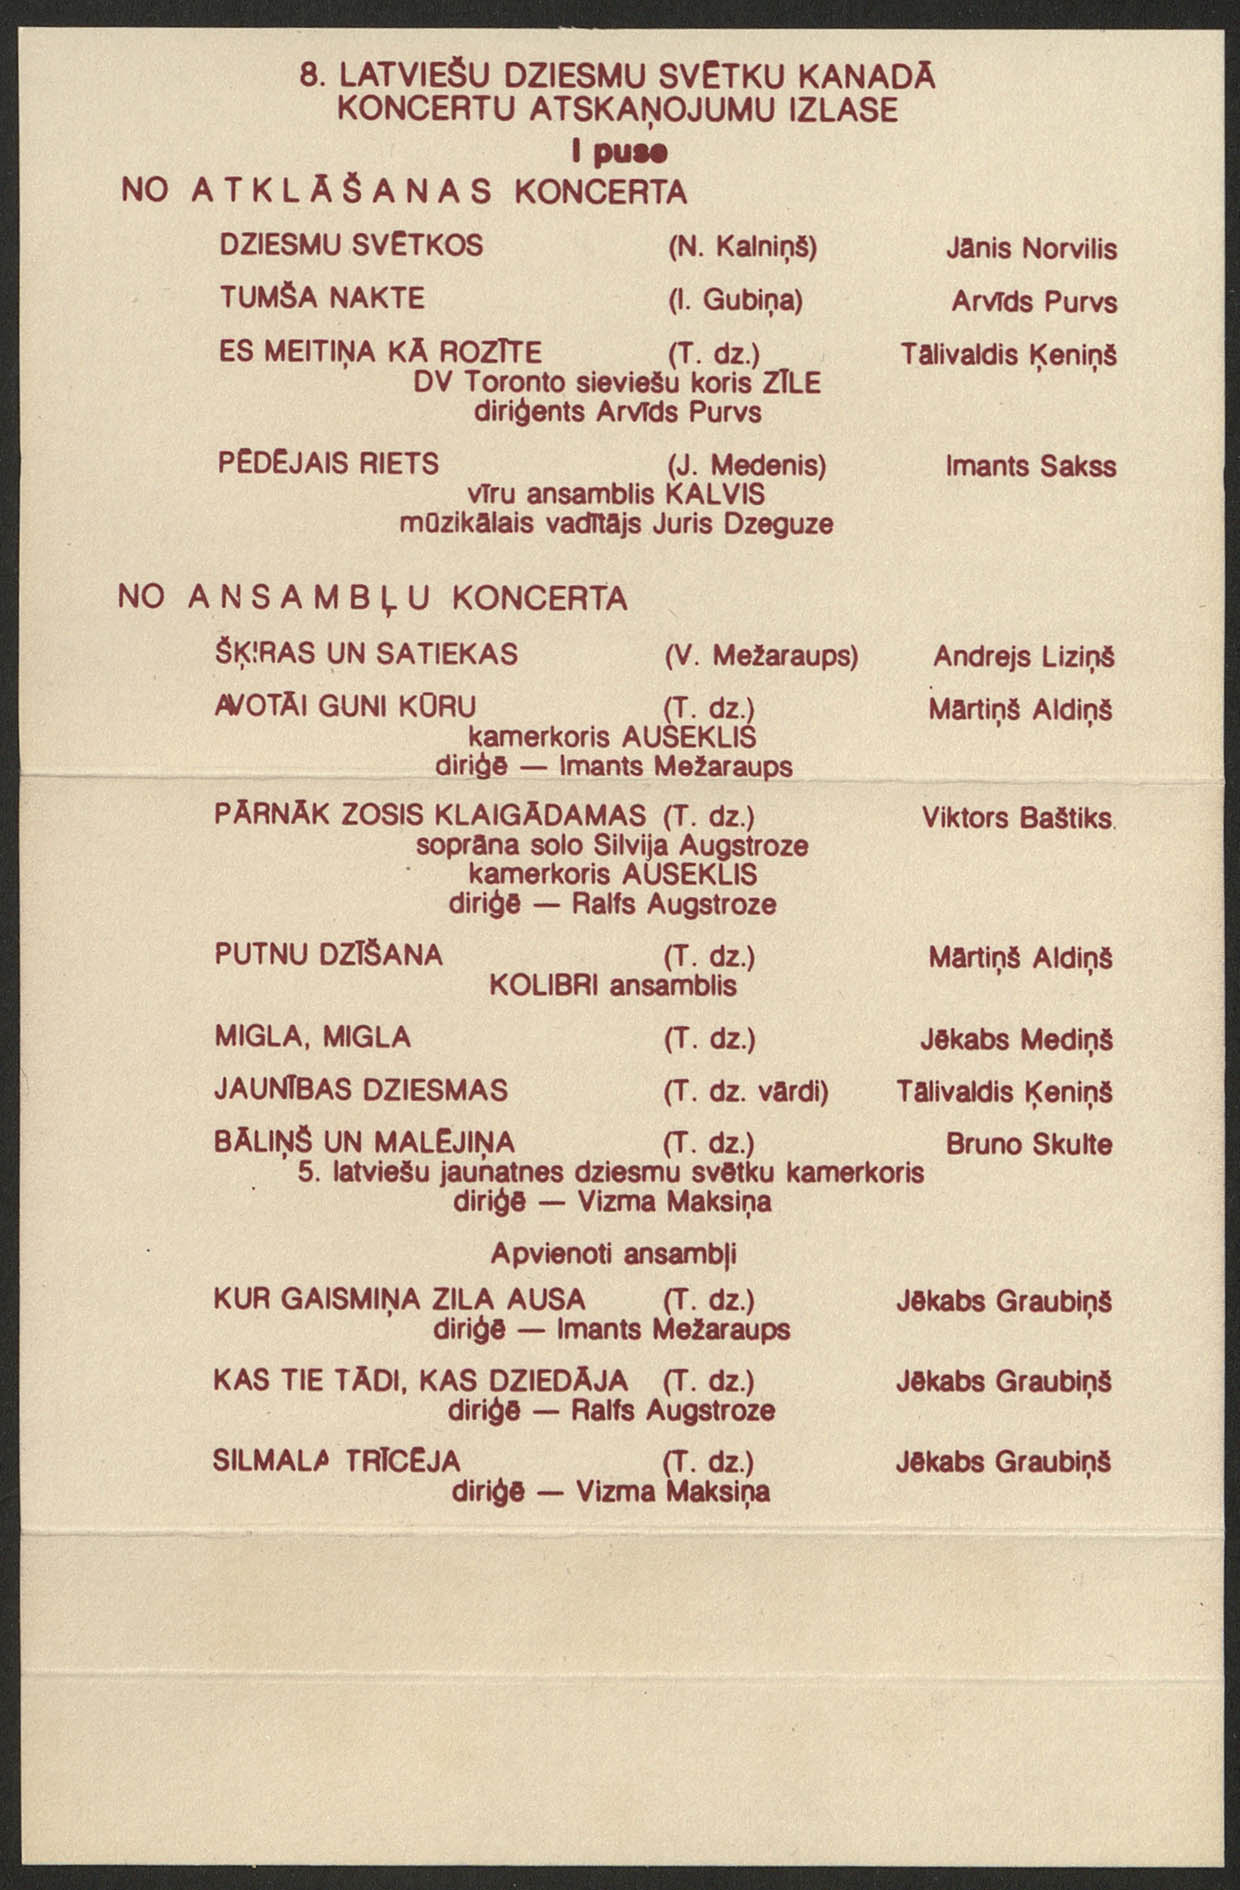 8. LATVIEŠU DZIESMU SVĒTKU KANADĀ
KONCERTU ATSKAŅOJUMU IZLASE
I puse
NO ATKLĀŠANAS KONCERTA
DZIESMU SVĒTKOS (N. Kalniņš) Jānis Norvilis
TUMŠA NAKTE (I. Gubiņa) Arvīds Purvs
ES MEITIŅA KĀ ROZĪTE (T. dz.) Tālivaldis Ķeniņš
DV Toronto sieviešu koris ZĪLE
diriģents Arvīds Purvs
PĒDĒJAIS RIETS (J. Medenis) Imants Sakss
vīru ansamblis KALVIS
mūzikālais vadītājs Juris Dzeguze
NO ANSAMBĻU KONCERTA
ŠĶIRAS UN SATIEKAS (V. Mežaraups) Andrejs Liziņš
AVOTĀI GUNI KŪRU (T. dz.) Mārtiņš Aldiņš
kamerkoris AUSEKLIS
diriģē — Imants Mežaraups
PĀRNĀK ZOSIS KLAIGĀDAMAS (T. dz.) Viktors Baštiks
soprāna solo Silvija Augstroze
kamerkoris AUSEKLIS
diriģē — Ralfs Augstroze
PUTNU DZĪŠANA (T. dz.) Mārtiņš Aldiņš
KOLIBRI ansamblis
MIGLA, MIGLA (T. dz.) Jēkabs Mediņš
JAUNĪBAS DZIESMAS (T. dz. vārdi) Tālivaldis Ķeniņš
BĀLIŅŠ UN MALĒJIŅA (T. dz.) Bruno Skulte
5. latviešu jaunatnes dziesmu svētku kamerkoris
diriģē — Vizma Maksiņa
Apvienoti ansambļi
KUR GAISMIŅA ZILA AUSA (T. dz.) Jēkabs Graubiņš
diriģē — Imants Mežaraups
KAS TIE TĀDI, KAS DZIEDĀJA (T. dz.) Jēkabs Graubiņš
diriģē — Ralfs Augstroze
SILMALA TRĪCĒJA (T. dz.) Jēkabs Graubiņš
diriģē — Vizma Maksiņa